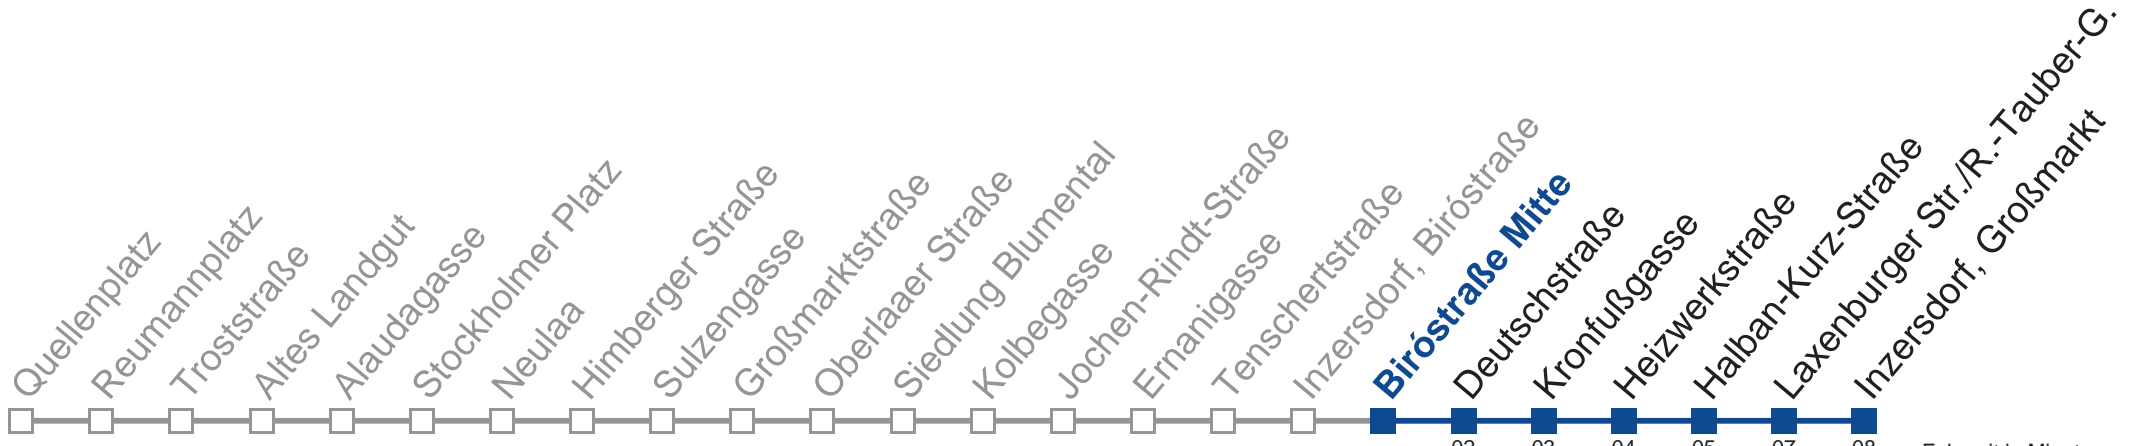 Quellenplatz
Reumannplatz
Troststraße
Altes Landgut
Alaudagasse
Stockholmer Platz
Neulaa
Himberger Straße
Sulzengasse
Großmarktstraße
Oberlaaer Straße
Siedlung Blumental
Kolbegasse
Jochen-Rindt-Straße
Ernanigasse
Tenschertstraße
Inzersdorf, Biróstraße
Biróstraße Mitte
Deutschstraße
Kronfußgasse
Heizwerkstraße
Halban-Kurz-Straße
Laxenburger Str./R.-Tauber-G.
Inzersdorf, Großmarkt